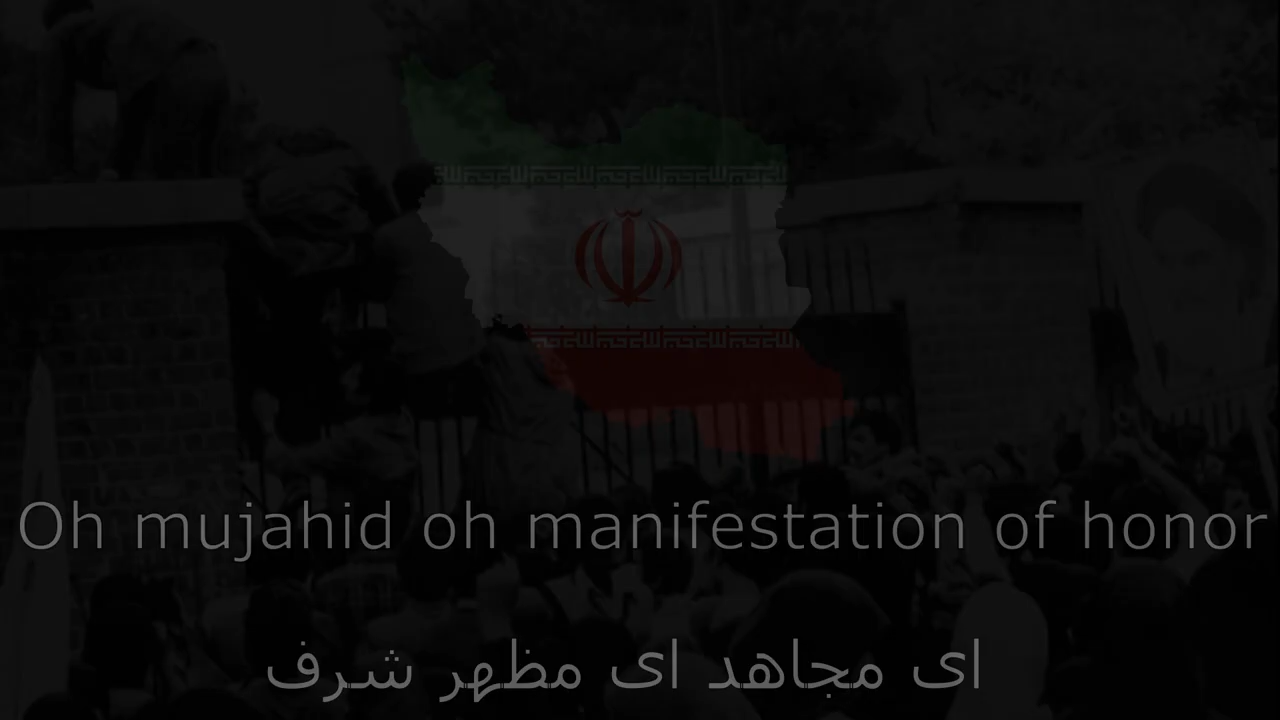 Oh mujahid oh manifestation of honor
ای مجاهد ای مظهر شرف